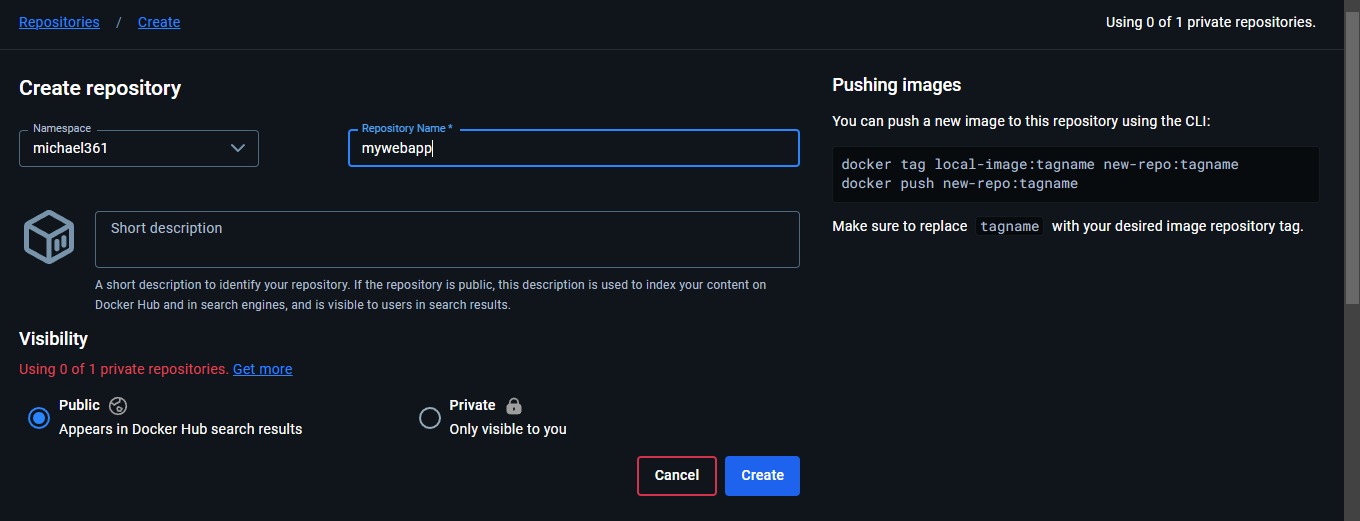 Repositories / Create
Using 0 of 1 private repositories.
Create repository
Namespace
michael361
Repository Name *
mywebapp
Short description
A short description to identify your repository. If the repository is public, this description is used to index your content on
Docker Hub and in search engines, and is visible to users in search results.
Visibility
Using 0 of 1 private repositories. Get more
Public
Appears in Docker Hub search results
Private
Only visible to you
Cancel
Create
Pushing images
You can push a new image to this repository using the CLI:
docker tag local-image:tagname new-repo:tagname
docker push new-repo:tagname
Make sure to replace tagname with your desired image repository tag.